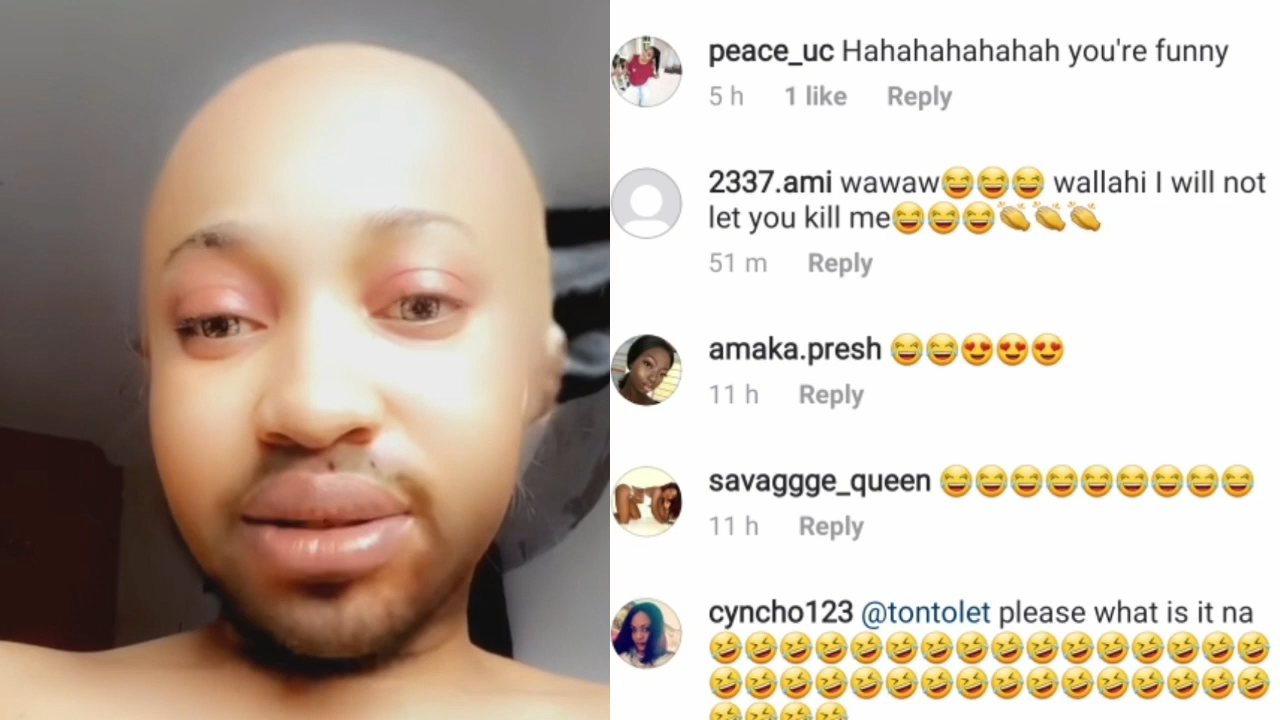 peace_uc Hahahahahahah you're funny
5 h 1 like Reply
2337.ami wawaw😂😂😂 wallahi I will not
let you kill me😂😂😂👏👏👏
51 m Reply
amaka.presh 😂😂😍😍😍
11 h Reply
savaggge_queen 😂😂😂😂😂😂😂😂😂
11 h Reply
cyncho123 @tontolet please what is it na
🤣🤣🤣🤣🤣🤣🤣🤣🤣🤣🤣🤣🤣🤣🤣🤣
🤣🤣🤣🤣🤣🤣🤣🤣🤣🤣🤣🤣🤣🤣🤣🤣
🤣🤣🤣🤣